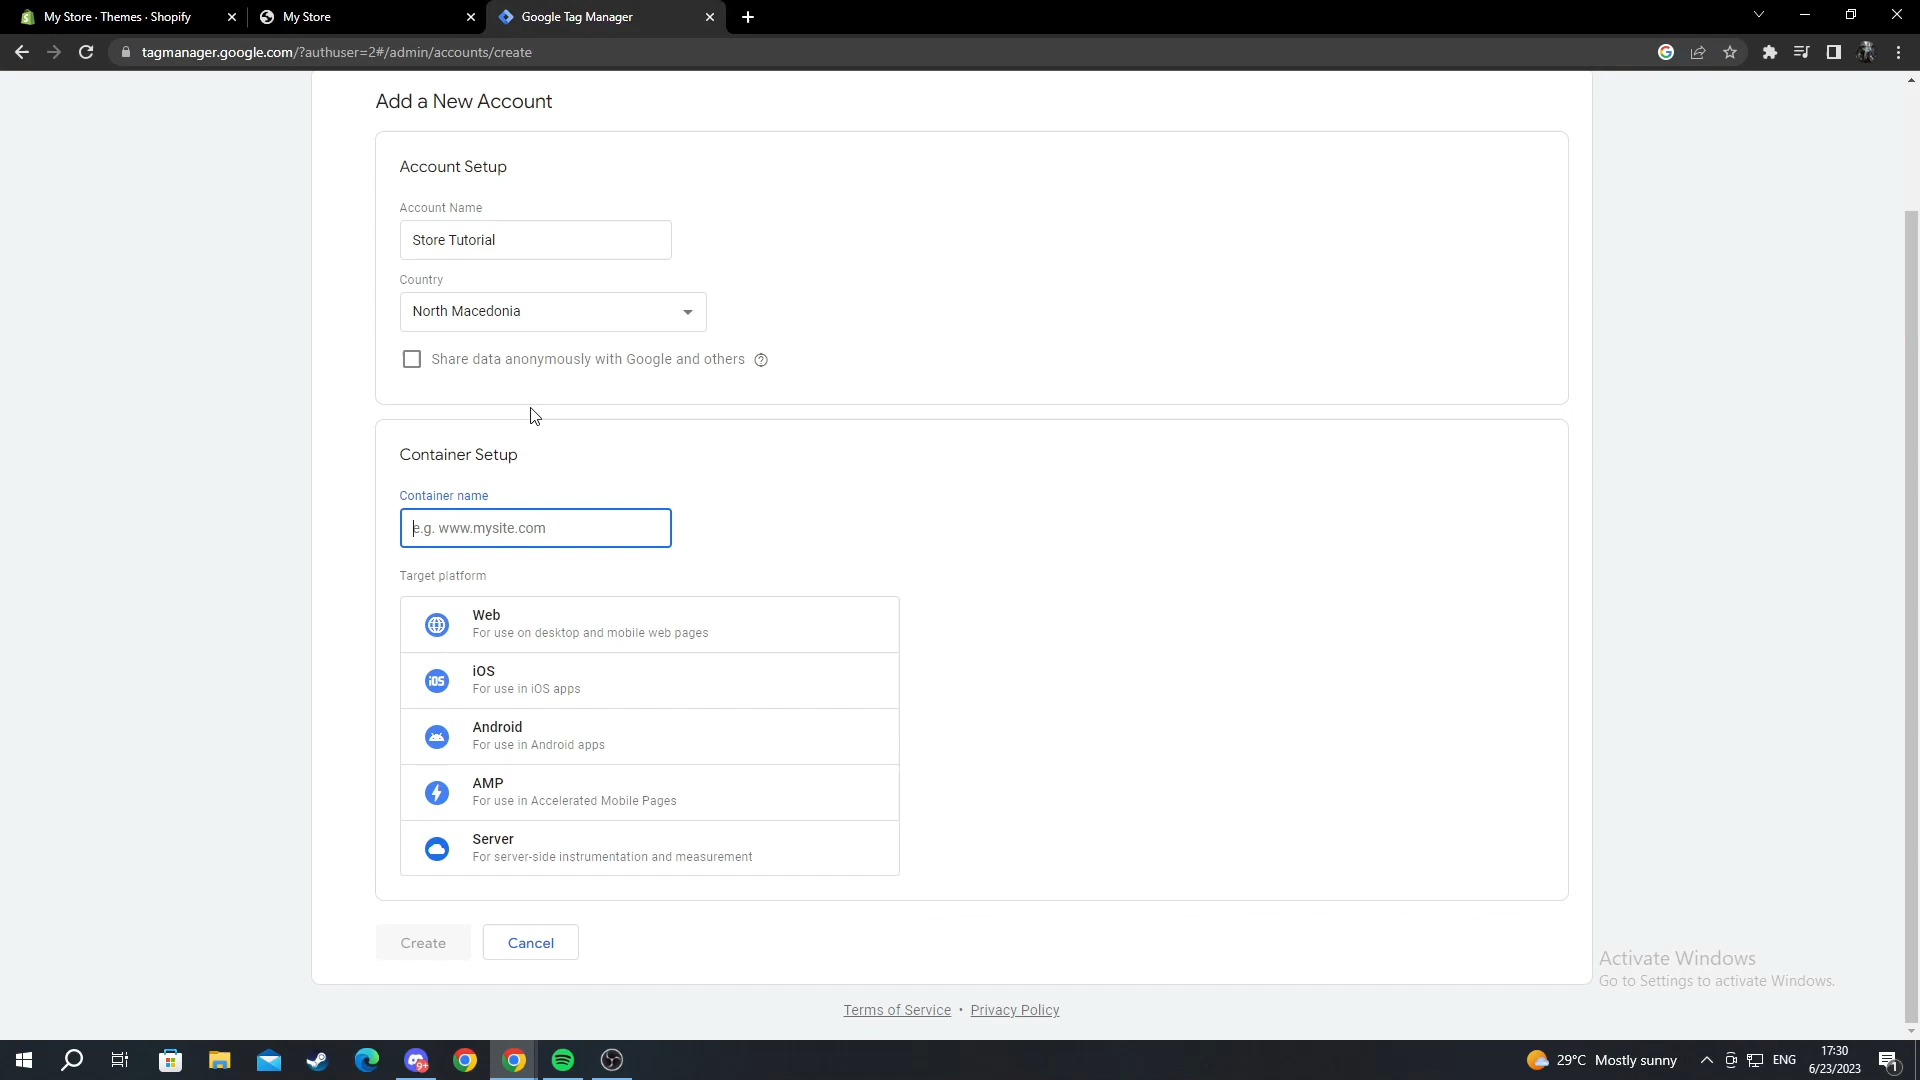 My Store · Themes · Shopify
My Store
Google Tag Manager
tagmanager.google.com/?authuser=2#/admin/accounts/create
Add a New Account
Account Setup
Account Name
Store Tutorial
Country
North Macedonia
Share data anonymously with Google and others
Container Setup
Container name
e.g. www.mysite.com
Target platform
Web
For use on desktop and mobile web pages
iOS
iOS
For use in iOS apps
Android
For use in Android apps
AMP
For use in Accelerated Mobile Pages
Server
For server-side instrumentation and measurement
Create
Cancel
Activate Windows
Go to Settings to activate Windows.
Terms of Service • Privacy Policy
29°C Mostly sunny
ENG
17:30
6/23/2023
1
9+